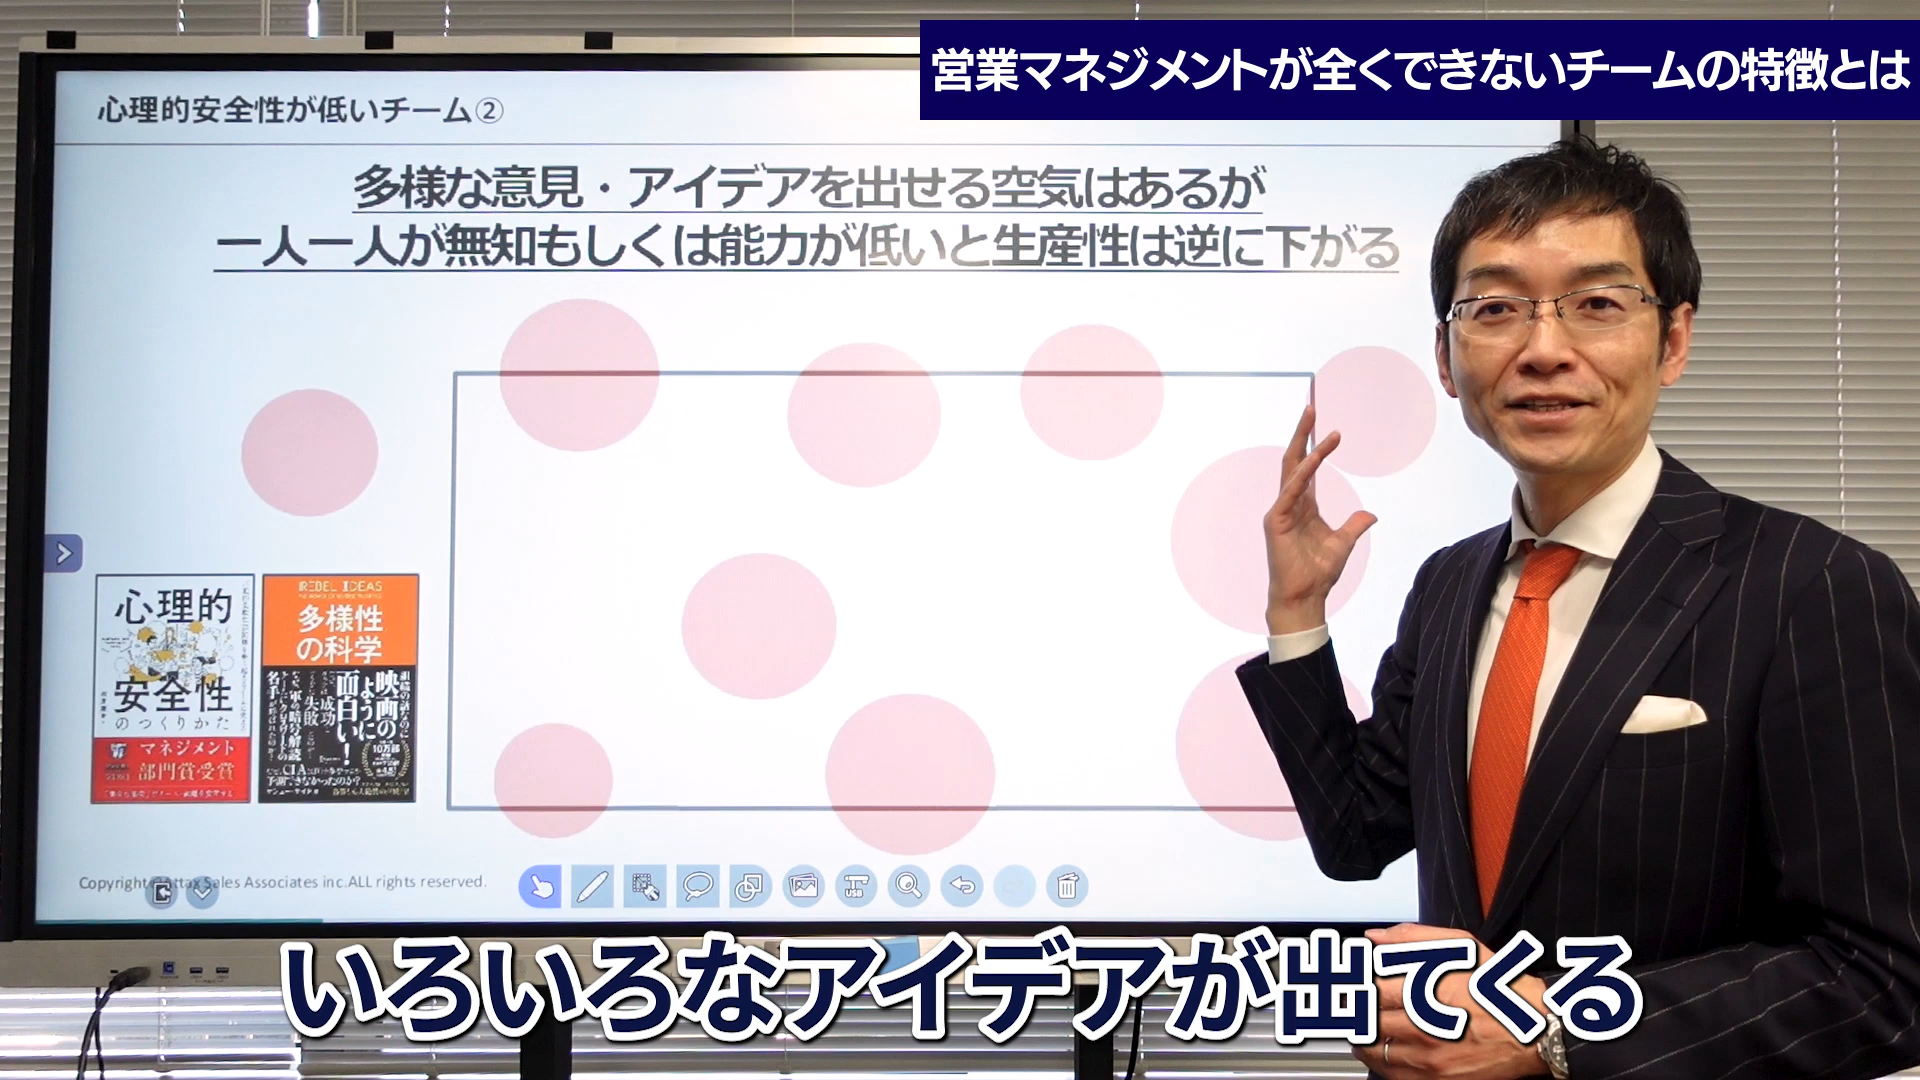 営業マネジメントが全くできないチームの特徴とは
心理的安全性が低いチーム②
多様な意見・アイデアを出せる空気はあるが
一人一人が無知もしくは能力が低いと生産性は逆に下がる
心理的
安全性
のつくりかた
マネジメント
部門賞受賞
REBEL IDEAS
多様性
の科学
映画の
ように
面白い!
10万部
Copyright Attax Sales Associates inc.ALL rights reserved.
USB
いろいろなアイデアが出てくる